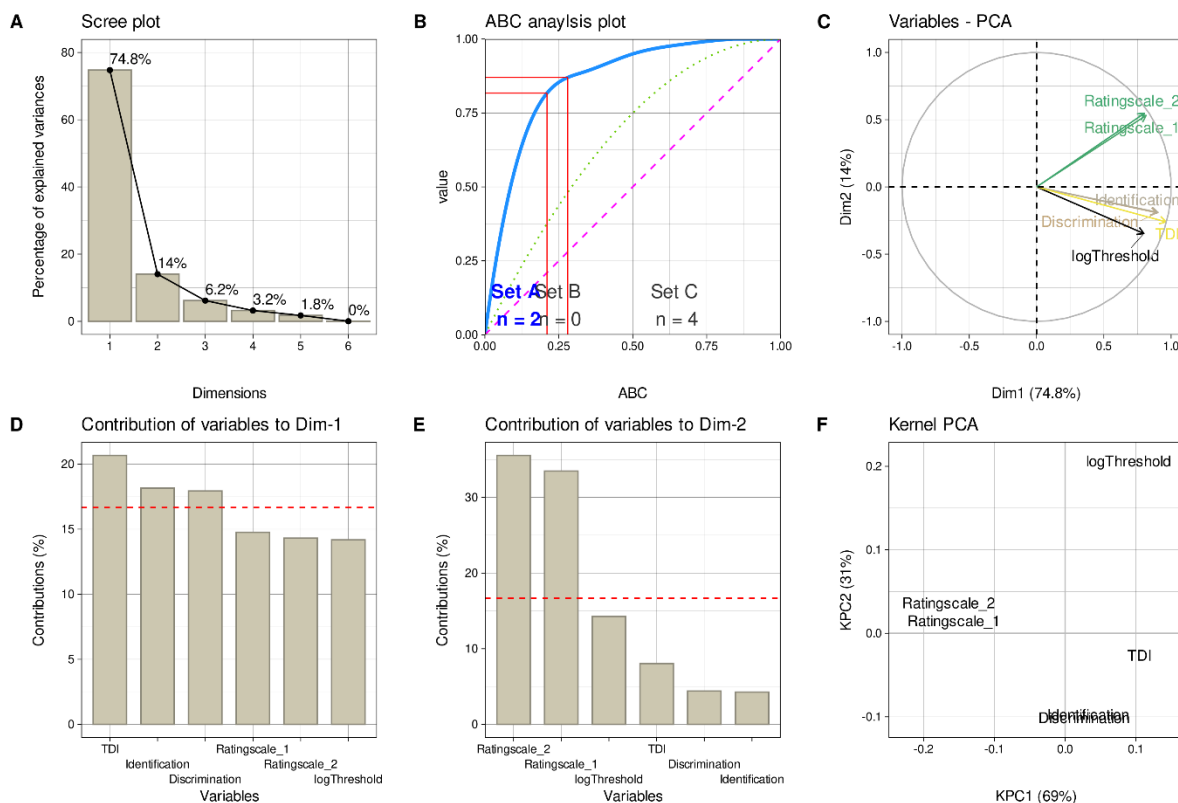 A
Scree plot
Percentage of explained variances
80
60
40
20
0
74.8%
14%
6.2%
3.2%
1.8%
0%
1 2 3 4 5 6
Dimensions
B
ABC anaylsis plot
value
1.00
0.75
0.50
0.25
0.00
Set A Set B Set C
n = 2 n = 0 n = 4
0.00 0.25 0.50 0.75 1.00
ABC
C
Variables - PCA
Dim2 (14%)
1.0
0.5
0.0
-0.5
-1.0
Ratingscale_2
Ratingscale_1
Identification
Discrimination
TDI
logThreshold
-1.0 -0.5 0.0 0.5 1.0
Dim1 (74.8%)
D
Contribution of variables to Dim-1
Contributions (%)
20
15
10
5
0
TDI Ratingscale_1
Identification Ratingscale_2
Discrimination logThreshold
Variables
E
Contribution of variables to Dim-2
Contributions (%)
30
20
10
0
Ratingscale_2 TDI
Ratingscale_1 Discrimination
logThreshold Identification
Variables
F
Kernel PCA
KPC2 (31%)
0.2
0.1
0.0
-0.1
logThreshold
Ratingscale_2
Ratingscale_1
TDI
Identification
Discrimination
-0.2 -0.1 0.0 0.1
KPC1 (69%)